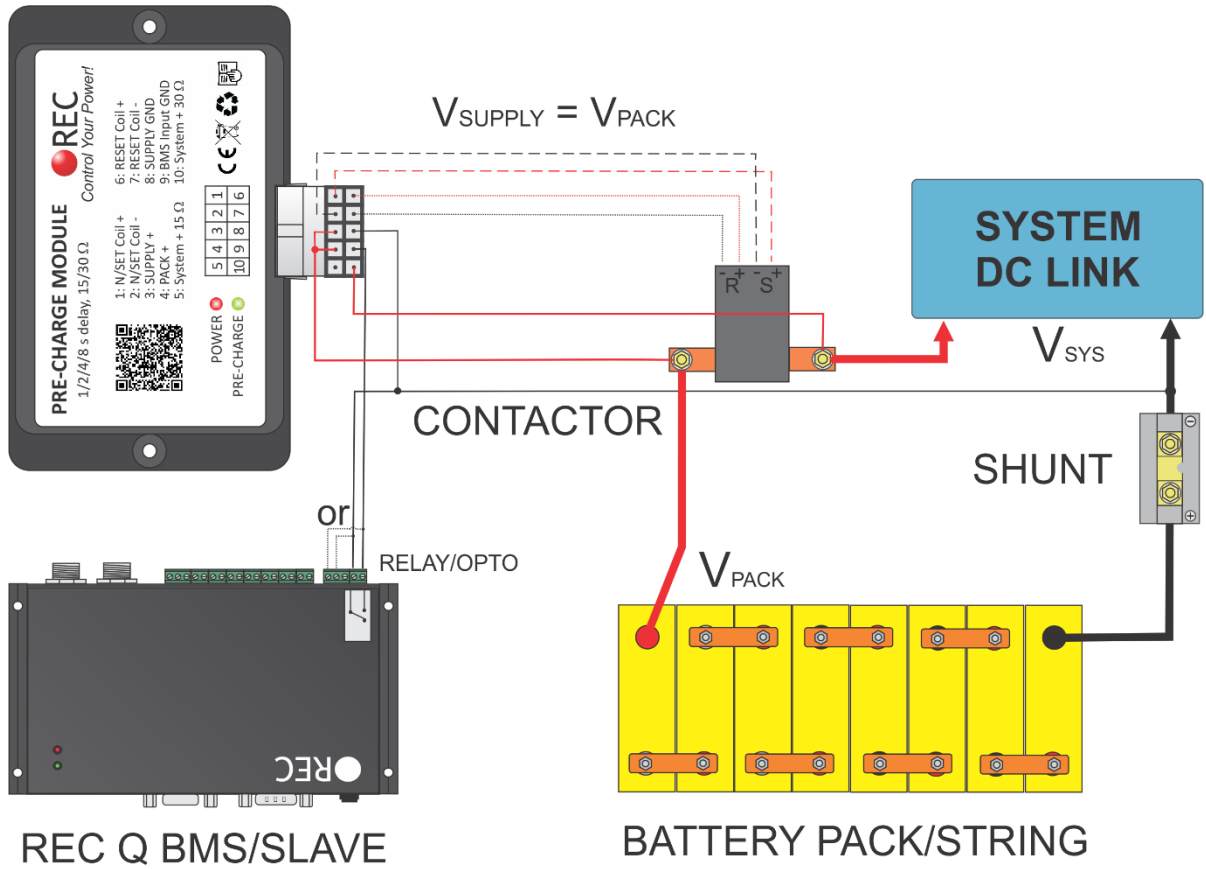 REC
Control Your Power!
PRE-CHARGE MODULE
1/2/4/8 s delay, 15/30 Ω
1: N/SET Coil +
2: N/SET Coil -
3: SUPPLY +
4: PACK +
5: System + 15 Ω
6: RESET Coil +
7: RESET Coil -
8: SUPPLY GND
9: BMS Input GND
10: System + 30 Ω
5 4 3 2 1
10 9 8 7 6
POWER
PRE-CHARGE
CE
VSUPPLY = VPACK
- + - +
R S
SYSTEM
DC LINK
VSYS
CONTACTOR
SHUNT
or
RELAY/OPTO
VPACK
REC
REC Q BMS/SLAVE
BATTERY PACK/STRING